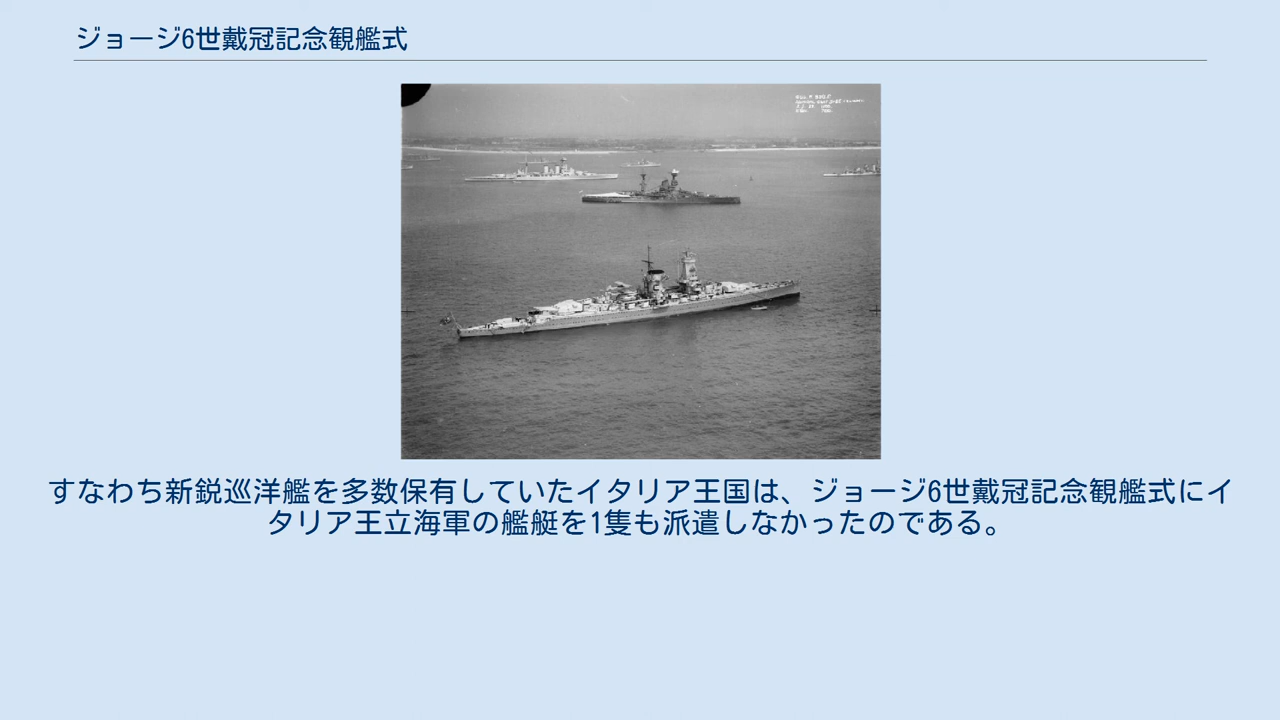 ジョージ6世戴冠記念観艦式
すなわち新鋭巡洋艦を多数保有していたイタリア王国は、ジョージ6世戴冠記念観艦式にイ
タリア王立海軍の艦艇を1隻も派遣しなかったのである。